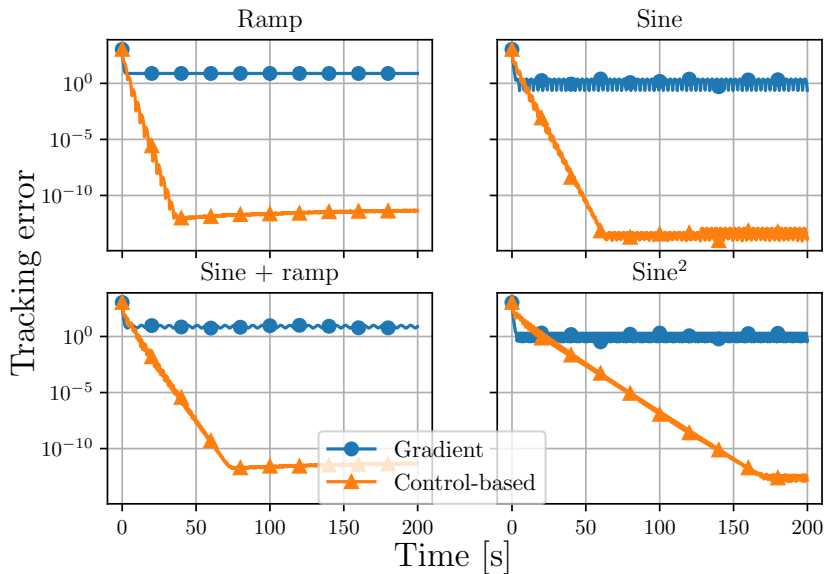 Ramp
Sine
10^0
10^-5
10^-10
Sine + ramp
Sine^2
10^0
10^-5
10^-10
Tracking error
Gradient
Control-based
0 50 100 150 200
0 50 100 150 200
Time [s]